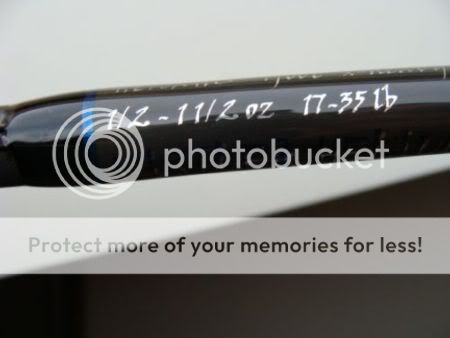 1/2 - 1 1/2 oz 17-35 lb
photobucket
Protect more of your memories for less!